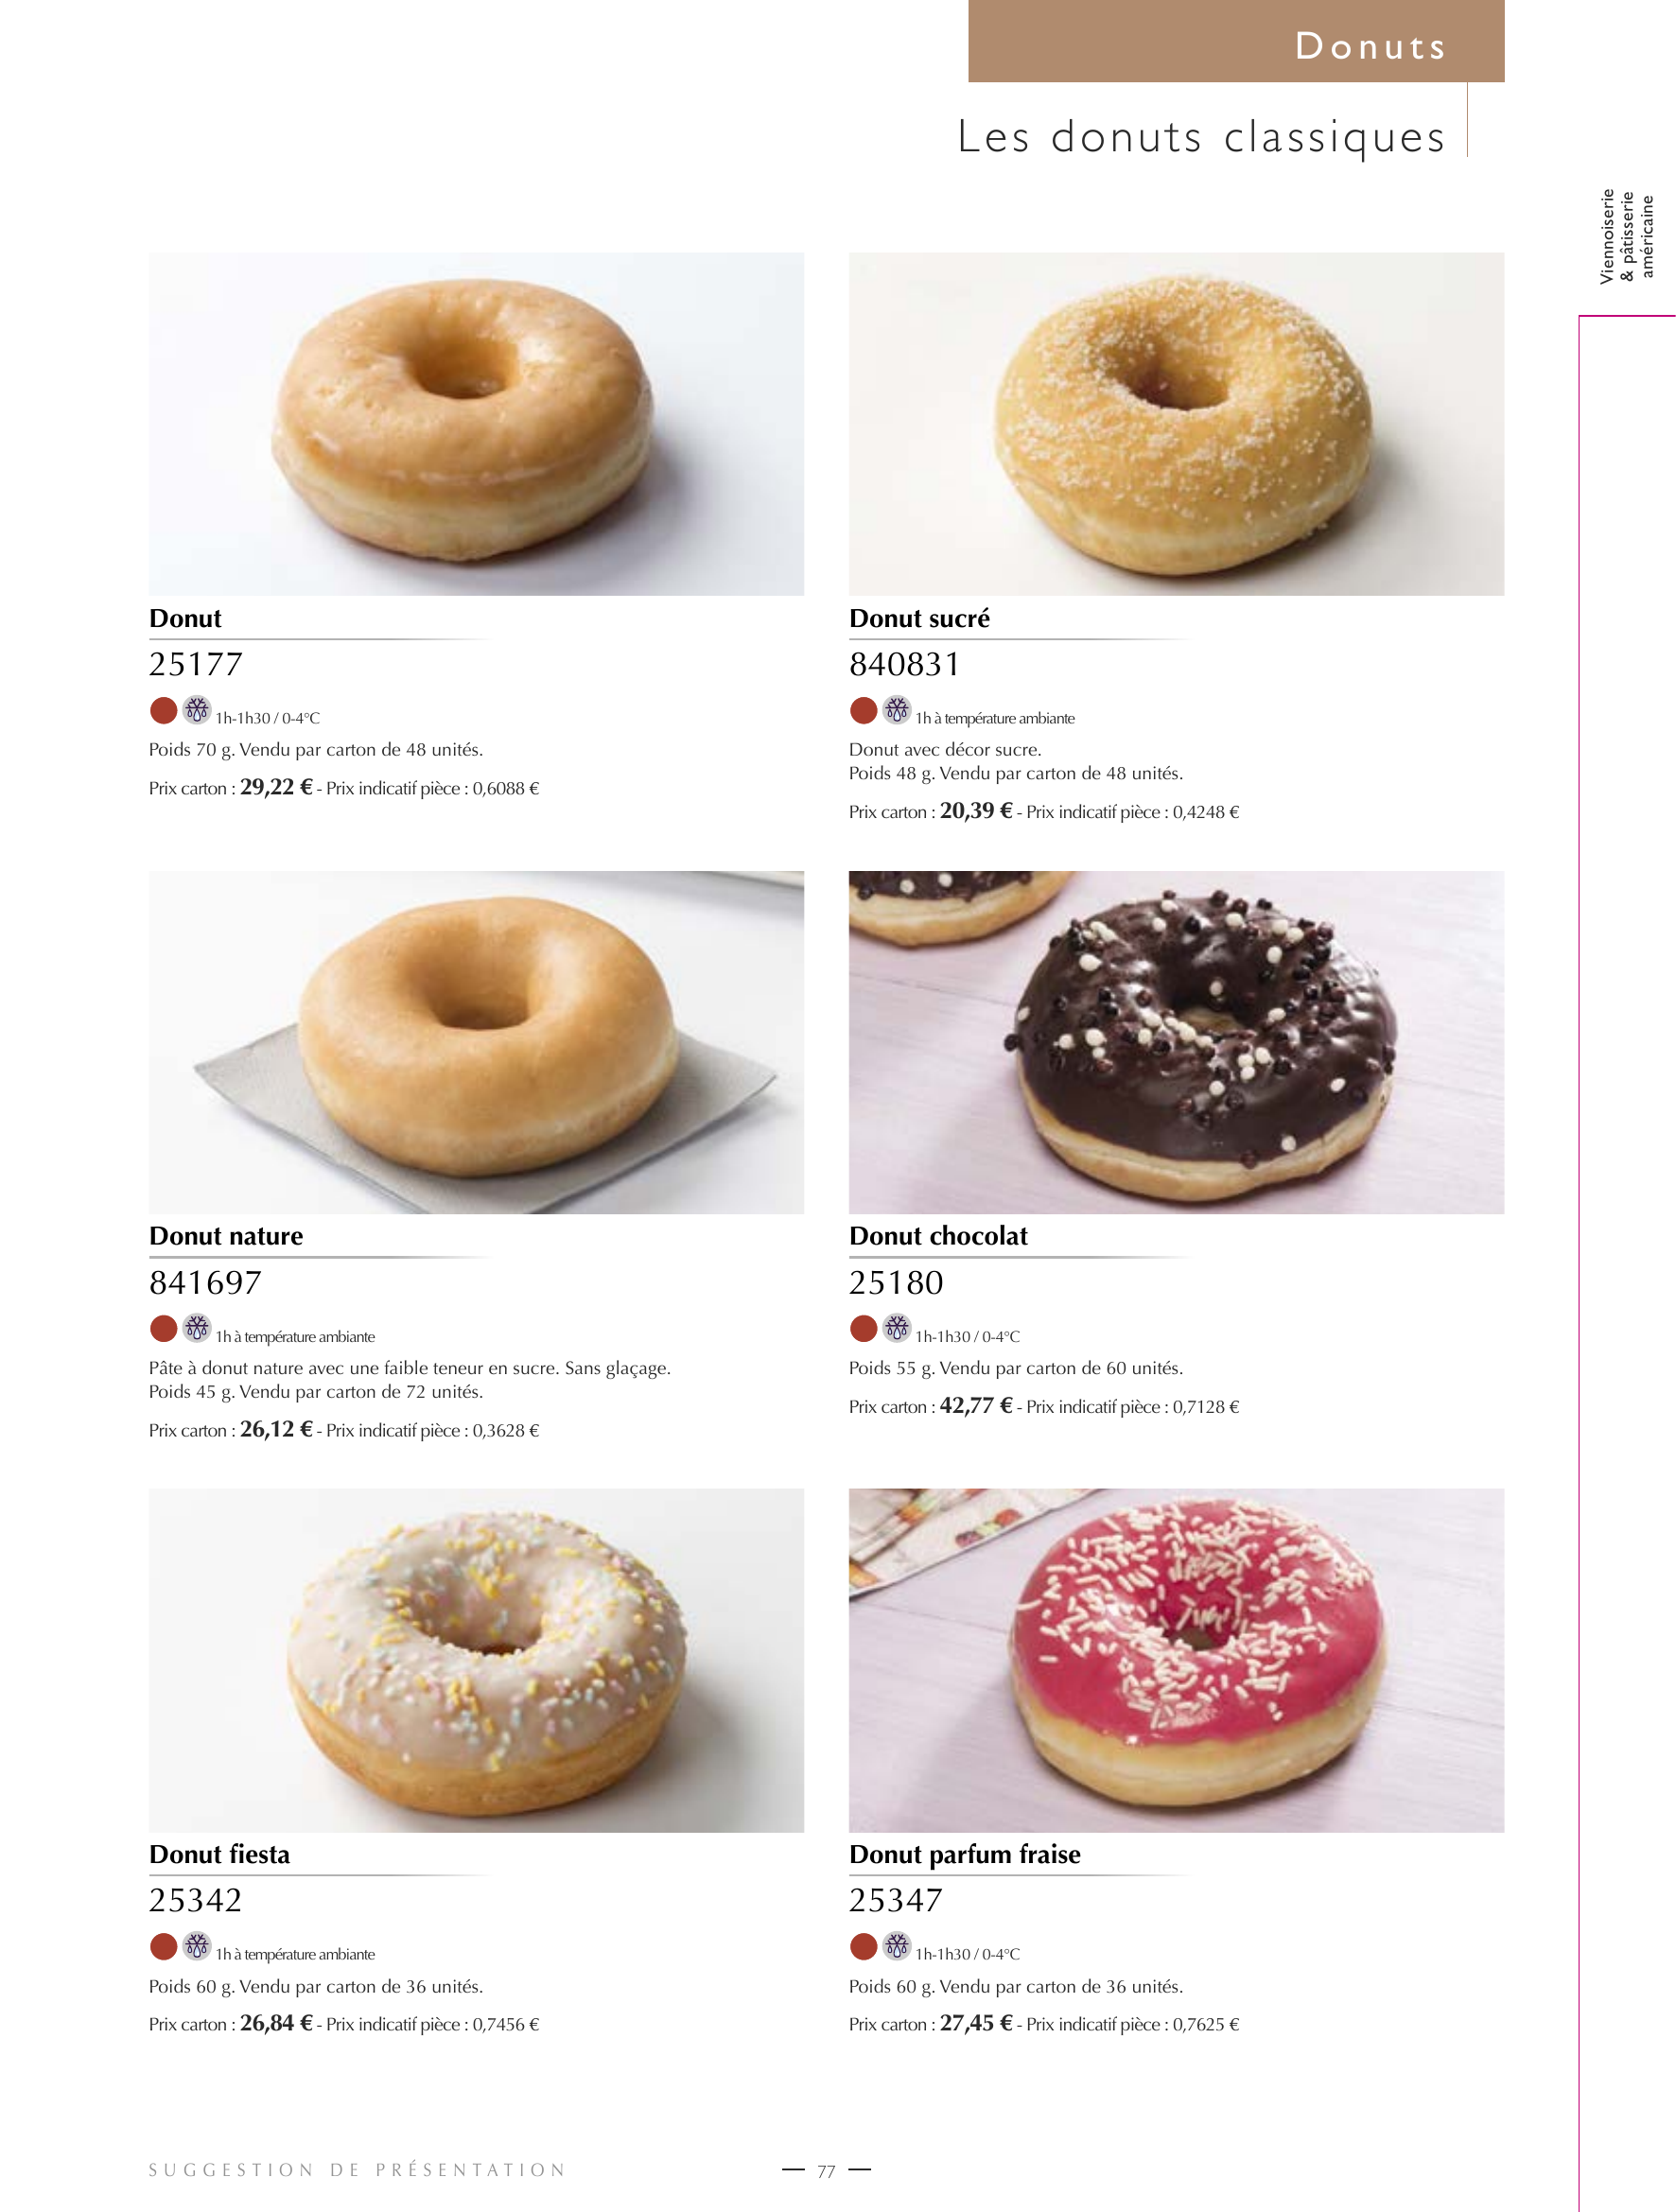 Donuts
Les donuts classiques
Viennoiserie
& pâtisserie
américaine
Donut
25177
1h-1h30 / 0-4°C
Poids 70 g. Vendu par carton de 48 unités.
Prix carton : 29,22 € - Prix indicatif pièce : 0,6088 €
Donut sucré
840831
1h à température ambiante
Donut avec décor sucre.
Poids 48 g. Vendu par carton de 48 unités.
Prix carton : 20,39 € - Prix indicatif pièce : 0,4248 €
Donut nature
841697
1h à température ambiante
Pâte à donut nature avec une faible teneur en sucre. Sans glaçage.
Poids 45 g. Vendu par carton de 72 unités.
Prix carton : 26,12 € - Prix indicatif pièce : 0,3628 €
Donut chocolat
25180
1h-1h30 / 0-4°C
Poids 55 g. Vendu par carton de 60 unités.
Prix carton : 42,77 € - Prix indicatif pièce : 0,7128 €
Donut fiesta
25342
1h à température ambiante
Poids 60 g. Vendu par carton de 36 unités.
Prix carton : 26,84 € - Prix indicatif pièce : 0,7456 €
Donut parfum fraise
25347
1h-1h30 / 0-4°C
Poids 60 g. Vendu par carton de 36 unités.
Prix carton : 27,45 € - Prix indicatif pièce : 0,7625 €
SUGGESTION DE PRÉSENTATION
— 77 —